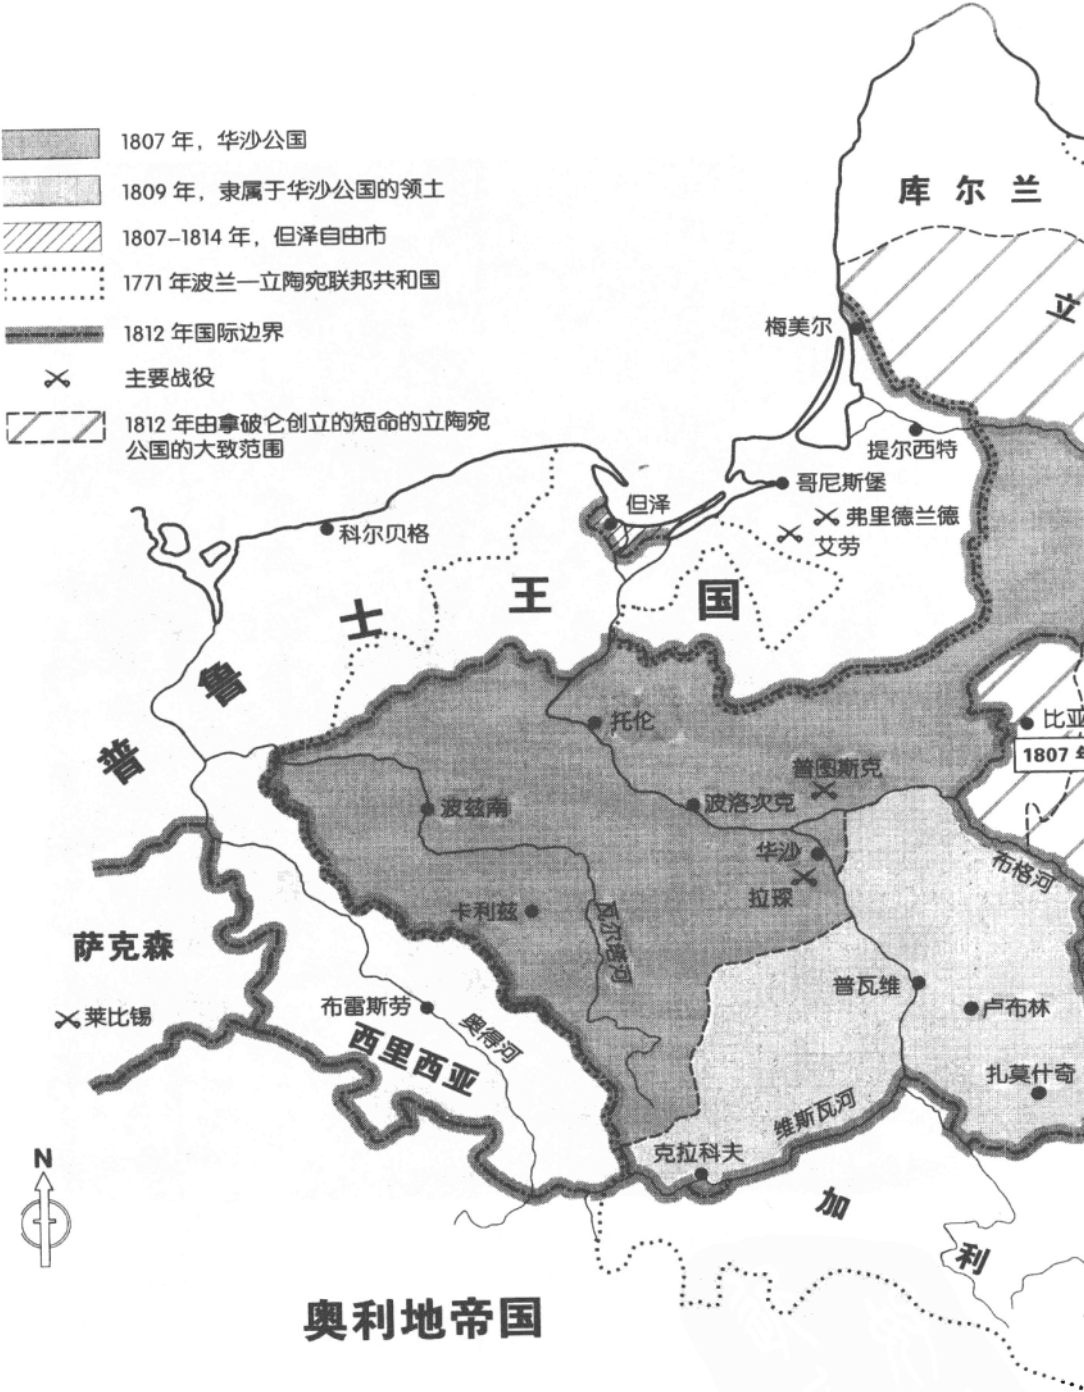 1807 年，华沙公国
1809 年，隶属于华沙公国的领土
1807-1814 年，但泽自由市
1771 年波兰—立陶宛联邦共和国
1812 年国际边界
主要战役
1812 年由拿破仑创立的短命的立陶宛
公国的大致范围
库尔兰
立
梅美尔
提尔西特
哥尼斯堡
但泽
弗里德兰德
艾劳
科尔贝格
普鲁士王国
托伦
比亚
1807 年
普图斯克
波兹南
波洛次克
华沙
拉琛
布格河
卡利兹
瓦尔塔河
萨克森
普瓦维
卢布林
莱比锡
布雷斯劳
奥得河
西里西亚
扎莫什奇
维斯瓦河
克拉科夫
N
加利
奥利地帝国